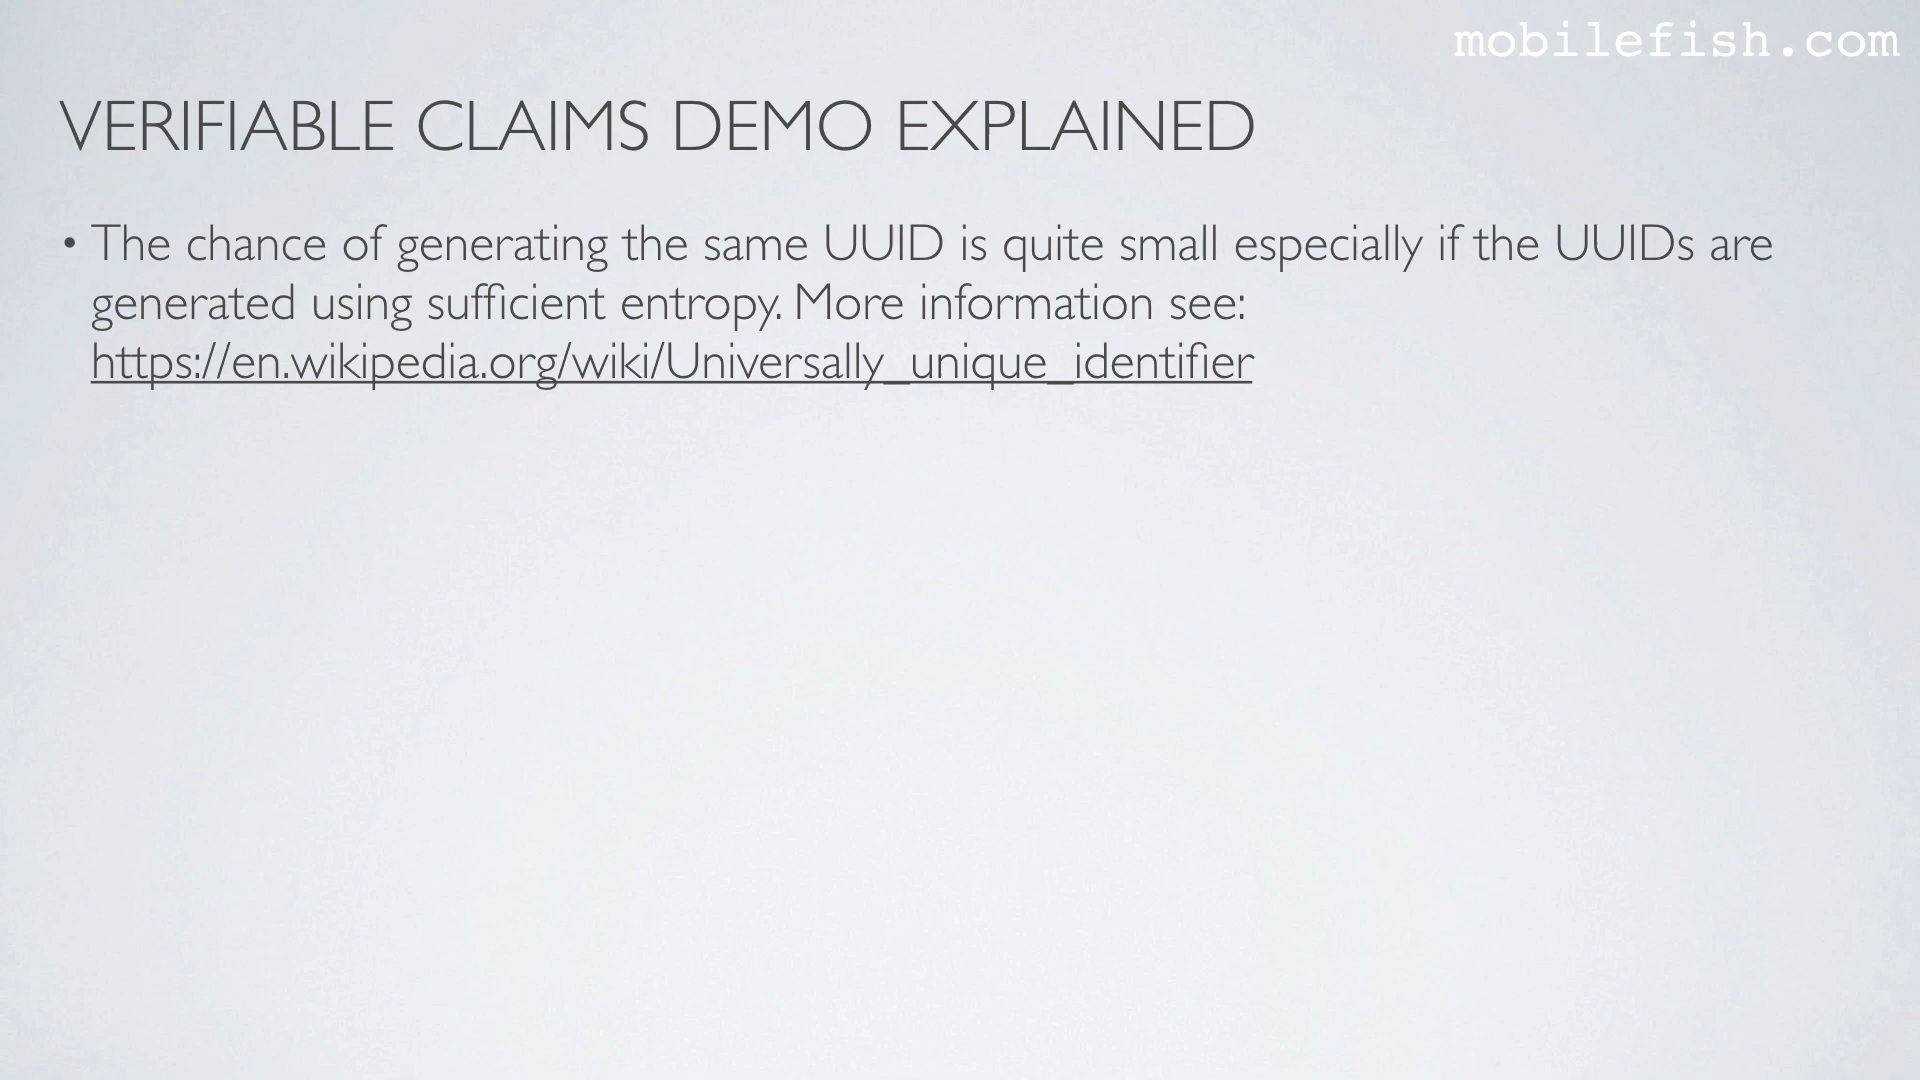 mobilefish.com
VERIFIABLE CLAIMS DEMO EXPLAINED
• The chance of generating the same UUID is quite small especially if the UUIDs are
generated using sufficient entropy. More information see:
https://en.wikipedia.org/wiki/Universally_unique_identifier